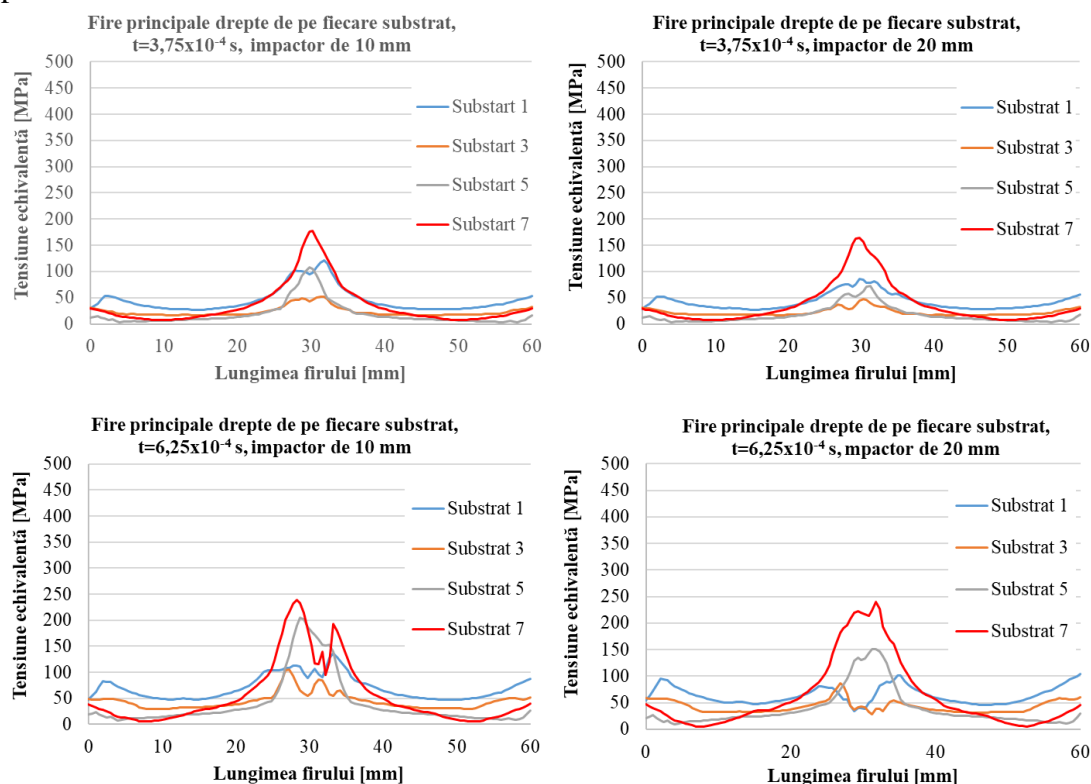 Fire principale drepte de pe fiecare substrat,
t=3,75x10⁻⁴ s, impactor de 10 mm
Tensiune echivalentă [MPa]
500
450
400
350
300
250
200
150
100
50
0
Substart 1
Substart 3
Substart 5
Substart 7
0 10 20 30 40 50 60
Lungimea firului [mm]
Fire principale drepte de pe fiecare substrat,
t=3,75x10⁻⁴ s, impactor de 20 mm
Tensiune echivalentă [MPa]
500
450
400
350
300
250
200
150
100
50
0
Substrat 1
Substrat 3
Substrat 5
Substrat 7
0 10 20 30 40 50 60
Lungimea firului [mm]
Fire principale drepte de pe fiecare substrat,
t=6,25x10⁻⁴ s, impactor de 10 mm
Tensiune echivalentă [MPa]
500
450
400
350
300
250
200
150
100
50
0
Substrat 1
Substrat 3
Substrat 5
Substrat 7
0 10 20 30 40 50 60
Lungimea firului [mm]
Fire principale drepte de pe fiecare substrat,
t=6,25x10⁻⁴ s, mpactor de 20 mm
Tensiune echivalentă [MPa]
500
450
400
350
300
250
200
150
100
50
0
Substrat 1
Substrat 3
Substrat 5
Substrat 7
0 20 40 60
Lungimea firului [mm]